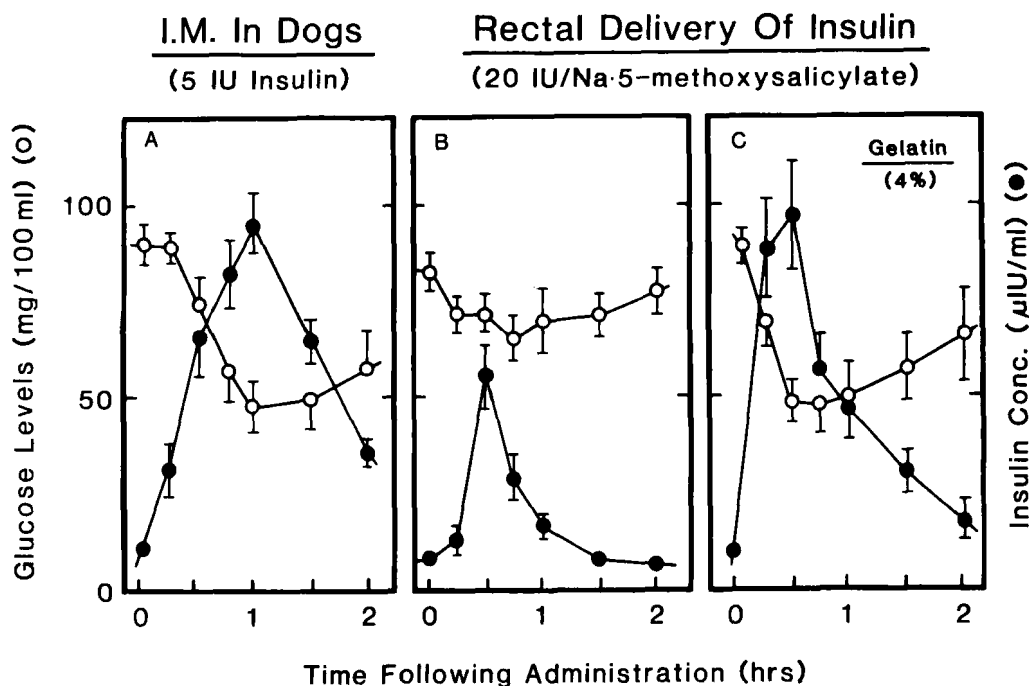 I.M. In Dogs
(5 IU Insulin)
Rectal Delivery Of Insulin
(20 IU/Na·5-methoxysalicylate)
Glucose Levels (mg/100 ml) (o)
100
50
0
A
0 1 2
B
0 1 2
C
Gelatin
(4%)
0 1 2
Insulin Conc. (μIU/ml) (●)
Time Following Administration (hrs)